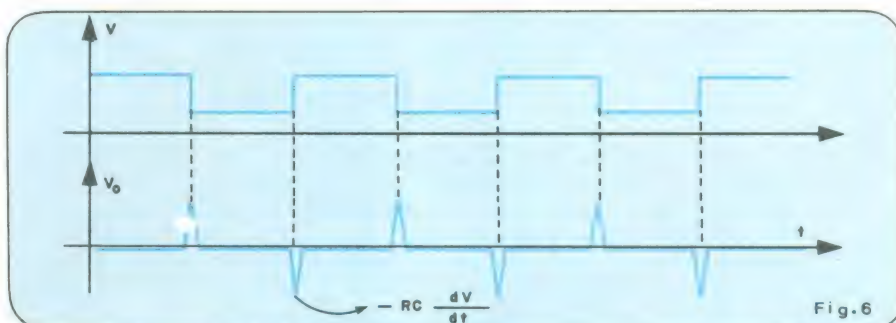 V
V₀
t
— RC dV/dt
Fig.6